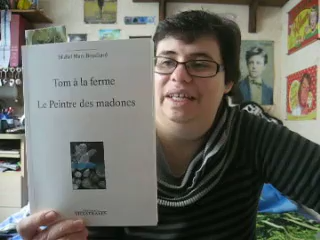 Michel Marc Bouchard
Tom à la ferme
Le Peintre des madones